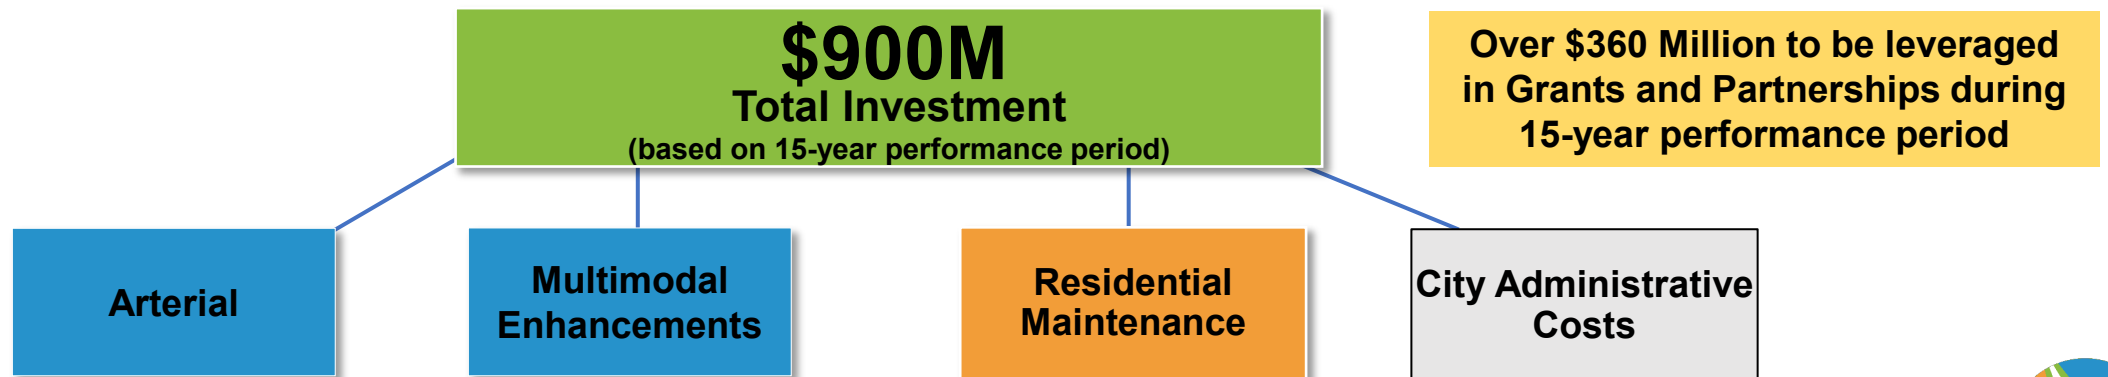 $900M
Total Investment
(based on 15-year performance period)
Over $360 Million to be leveraged
in Grants and Partnerships during
15-year performance period
Arterial
Multimodal
Enhancements
Residential
Maintenance
City Administrative
Costs